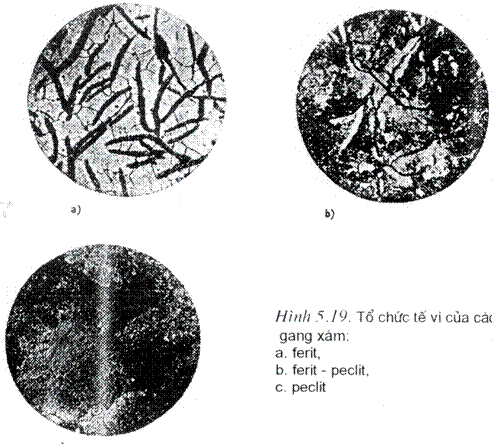 a)
b)
Hình 5.19. Tổ chức tế vi của các
gang xám:
a. ferit,
b. ferit - peclit,
c. peclit